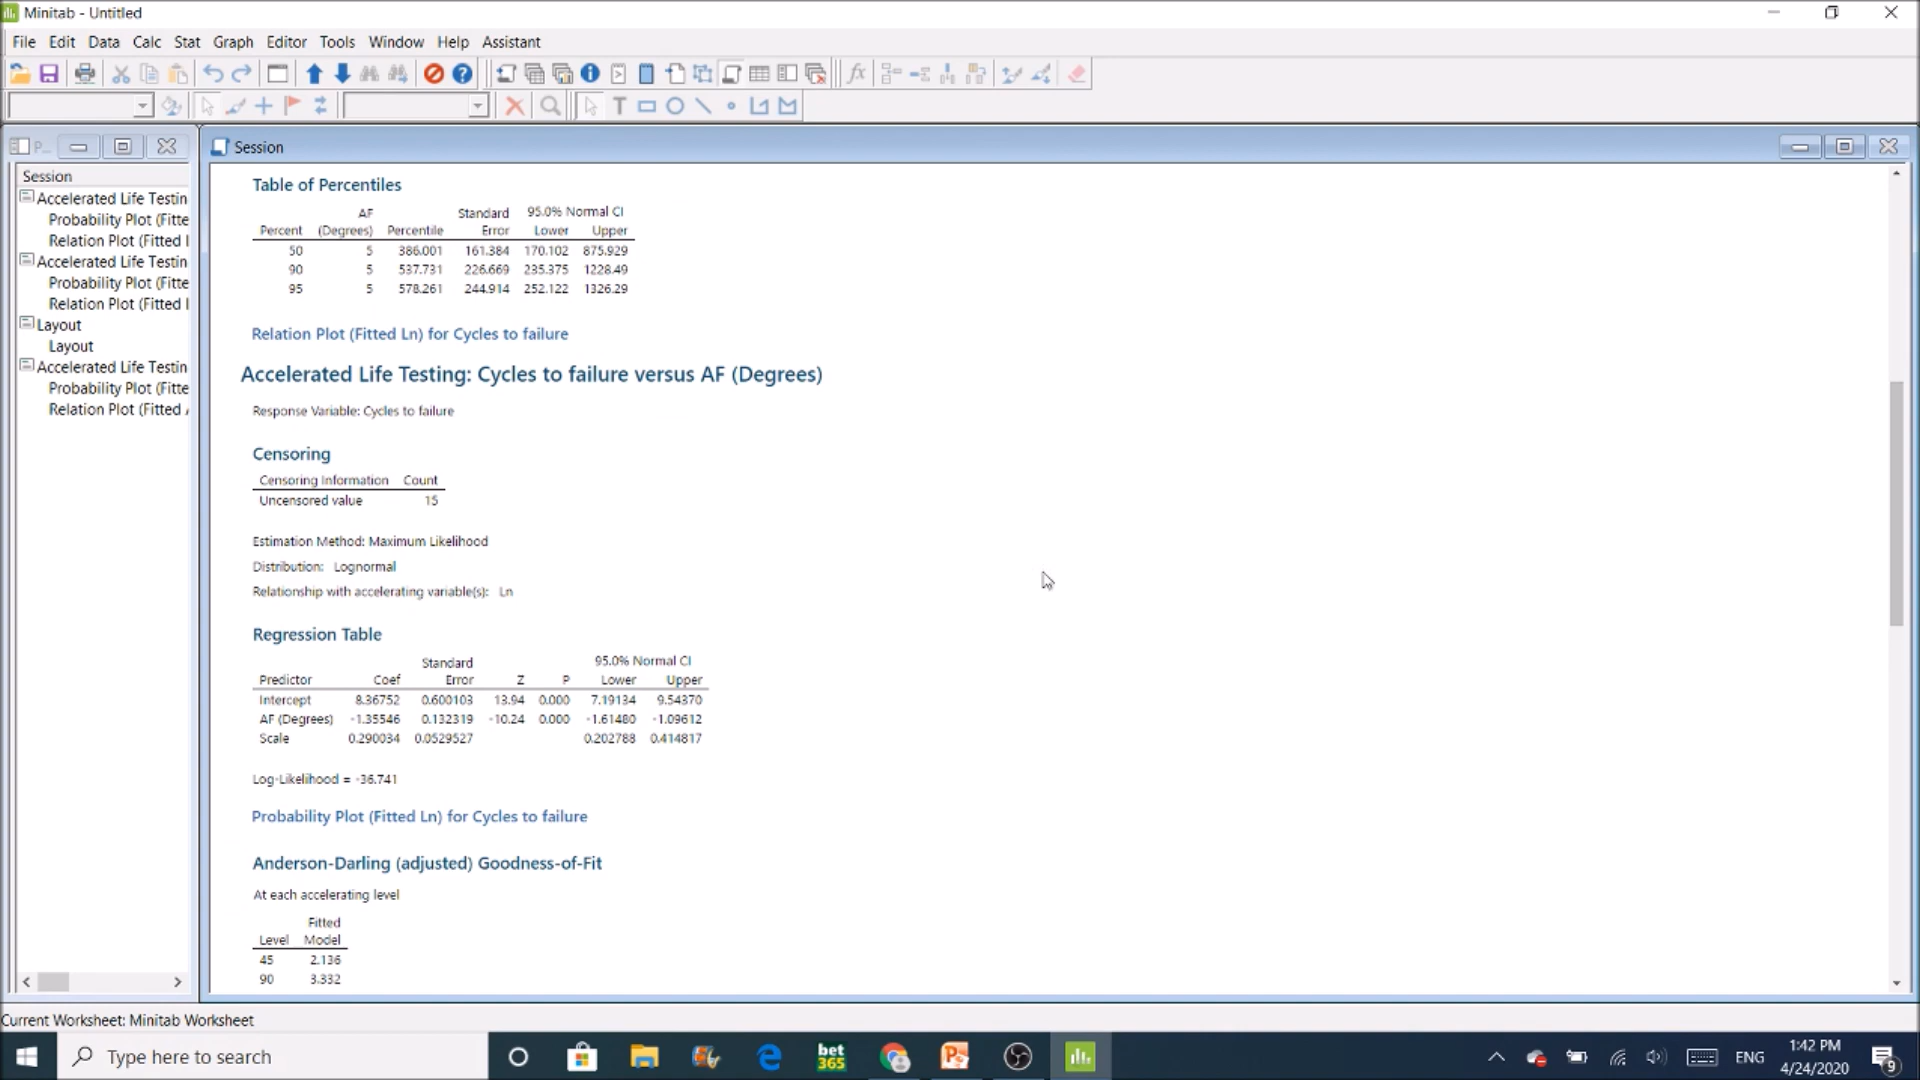 Minitab - Untitled
File Edit Data Calc Stat Graph Editor Tools Window Help Assistant
P...
Session
Session
Accelerated Life Testin
Probability Plot (Fitte
Relation Plot (Fitted I
Accelerated Life Testin
Probability Plot (Fitte
Relation Plot (Fitted I
Layout
Layout
Accelerated Life Testin
Probability Plot (Fitte
Relation Plot (Fitted
Table of Percentiles
AF Standard 95.0% Normal CI
Percent (Degrees) Percentile Error Lower Upper
50 5 386.001 161.384 170.102 875.929
90 5 537.731 226.669 235.375 1228.49
95 5 578.261 244.914 252.122 1326.29
Relation Plot (Fitted Ln) for Cycles to failure
Accelerated Life Testing: Cycles to failure versus AF (Degrees)
Response Variable: Cycles to failure
Censoring
Censoring Information Count
Uncensored value 15
Estimation Method: Maximum Likelihood
Distribution: Lognormal
Relationship with accelerating variable(s): Ln
Regression Table
Standard 95.0% Normal CI
Predictor Coef Error Z P Lower Upper
Intercept 8.36752 0.600103 13.94 0.000 7.19134 9.54370
AF (Degrees) -1.35546 0.132319 -10.24 0.000 -1.61480 -1.09612
Scale 0.290034 0.0529527 0.202788 0.414817
Log-Likelihood = -36.741
Probability Plot (Fitted Ln) for Cycles to failure
Anderson-Darling (adjusted) Goodness-of-Fit
At each accelerating level
Fitted
Level Model
45 2.136
90 3.332
Current Worksheet: Minitab Worksheet
Type here to search
bet
365
ENG
1:42 PM
4/24/2020
9